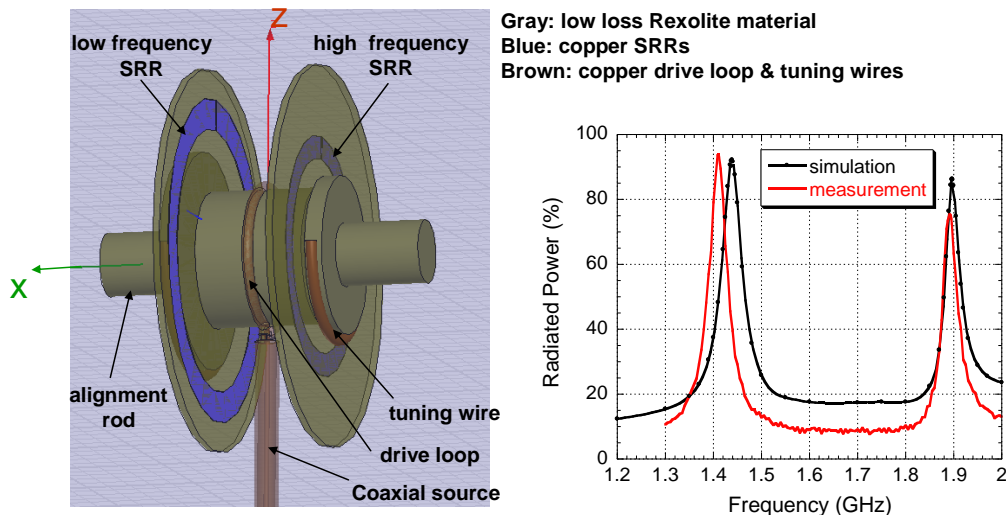 Gray: low loss Rexolite material
Blue: copper SRRs
Brown: copper drive loop & tuning wires
Z
low frequency
SRR
high frequency
SRR
X
alignment
rod
tuning wire
drive loop
Coaxial source
simulation
measurement
Radiated Power (%)
100
80
60
40
20
0
1.2 1.3 1.4 1.5 1.6 1.7 1.8 1.9 2
Frequency (GHz)